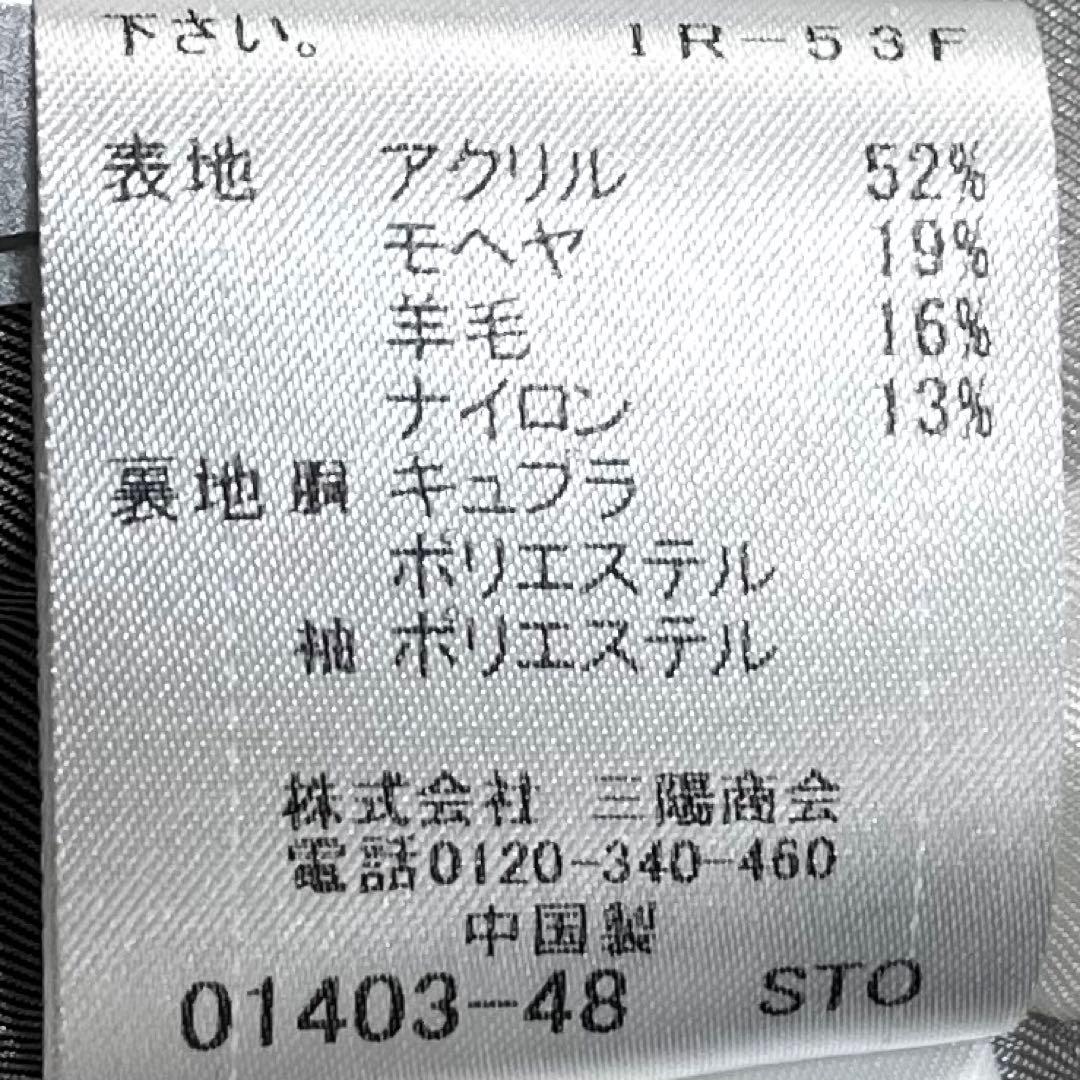 下さい。 IR-53F
表地 アクリル 52%
モヘヤ 19%
羊毛 16%
ナイロン 13%
裏地 胴 キュプラ
ポリエステル
袖 ポリエステル
株式会社 三陽商会
電話0120-340-460
中国製
01403-48 STO